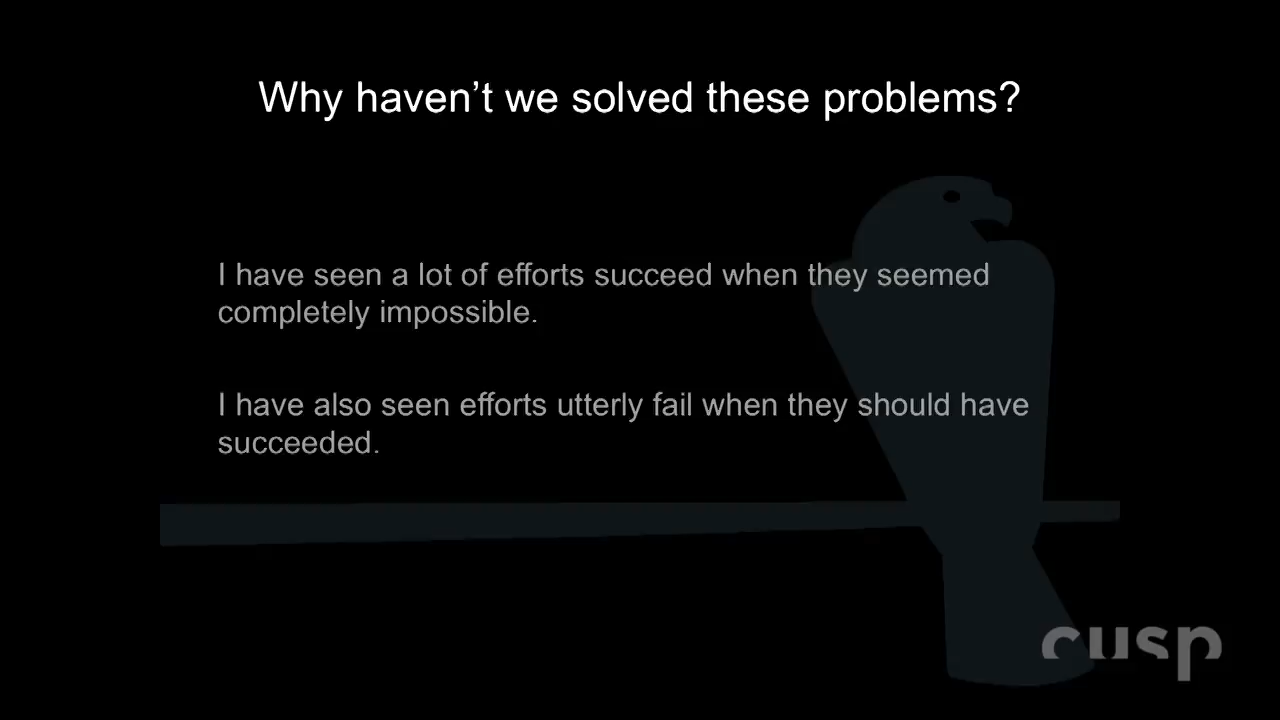 Why haven’t we solved these problems?
I have seen a lot of efforts succeed when they seemed
completely impossible.
I have also seen efforts utterly fail when they should have
succeeded.
cusp